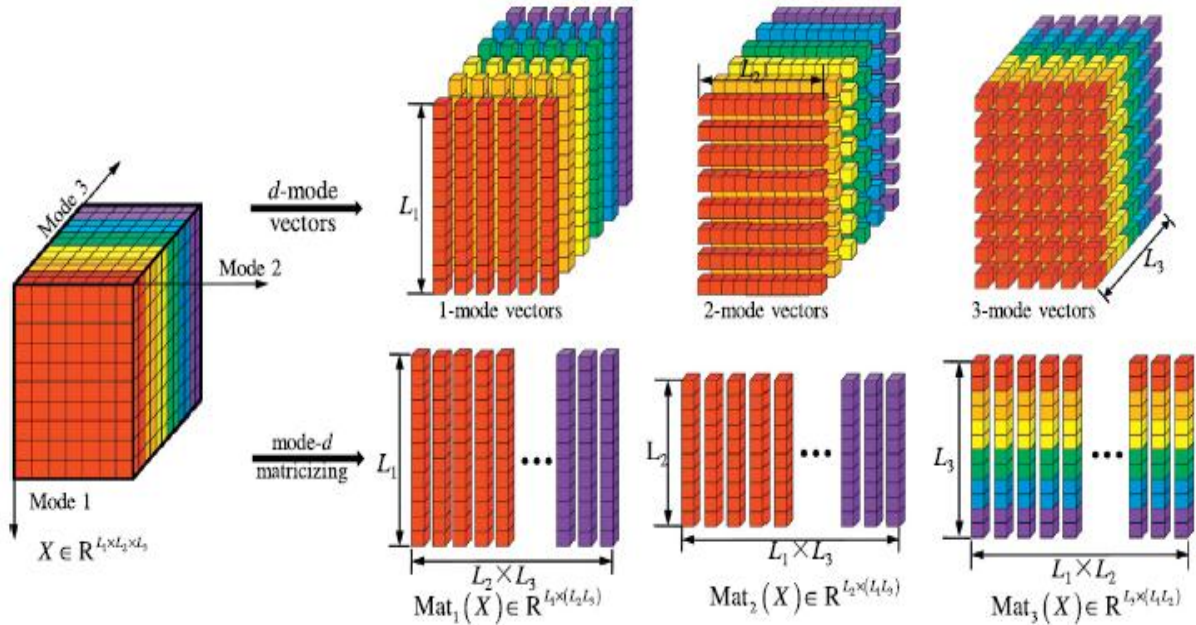 Mode 3
Mode 2
Mode 1
X ∈ R^{L₁×L₂×L₃}
d-mode
vectors
L₁
1-mode vectors
L₂
2-mode vectors
L₃
3-mode vectors
mode-d
matricizing
L₁
L₂×L₃
Mat₁(X)∈R^{L₁×(L₂L₃)}
L₂
L₁×L₃
Mat₂(X)∈R^{L₂×(L₁L₃)}
L₃
L₁×L₂
Mat₃(X)∈R^{L₃×(L₁L₂)}